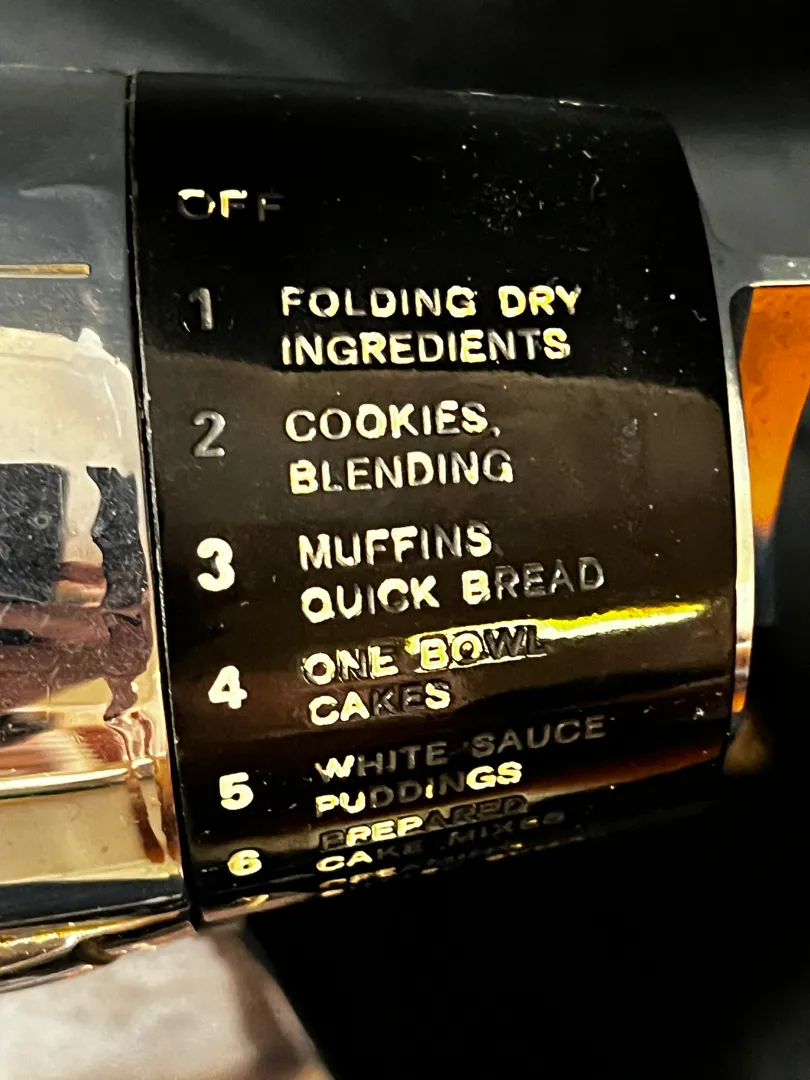 OFF
1 FOLDING DRY
INGREDIENTS
2 COOKIES,
BLENDING
3 MUFFINS,
QUICK BREAD
4 ONE BOWL
CAKES
5 WHITE SAUCE
PUDDINGS
6 PREPARED
CAKE MIXES